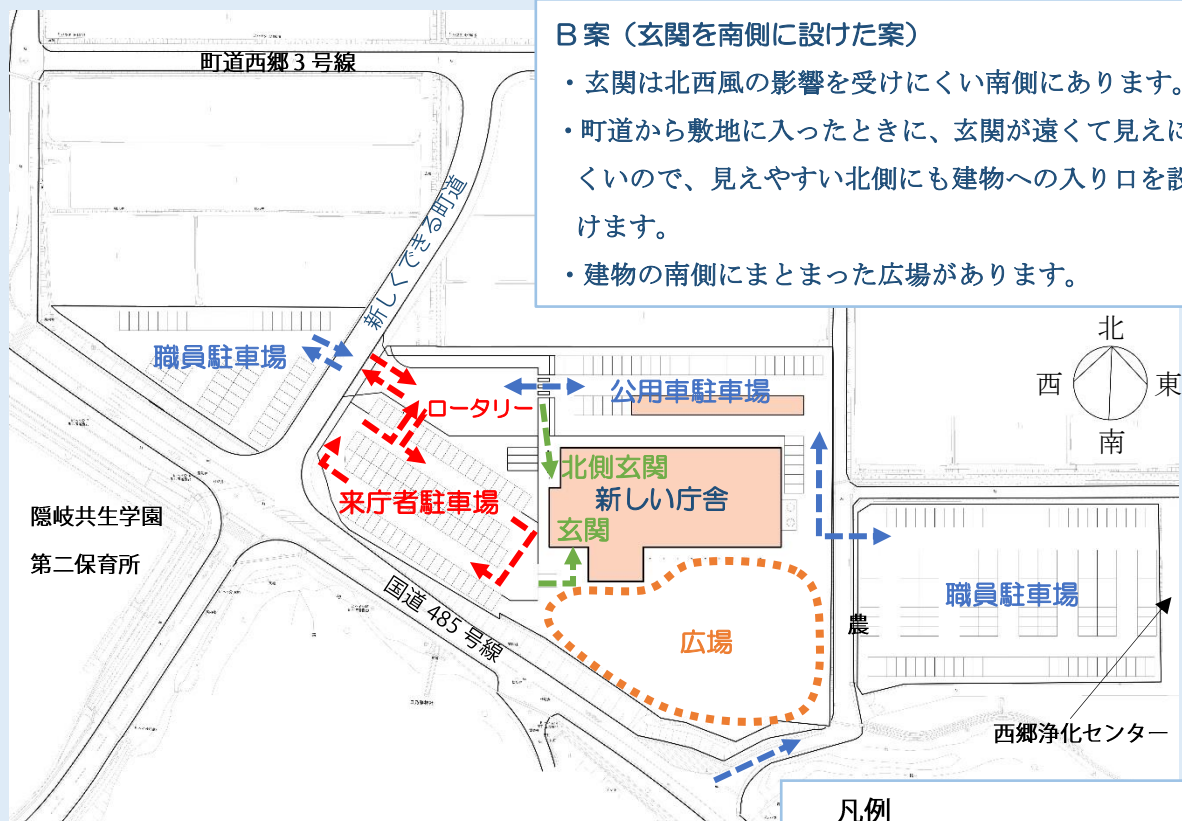 B案（玄関を南側に設けた案）
・玄関は北西風の影響を受けにくい南側にあります。
・町道から敷地に入ったときに、玄関が遠くて見えに
くいので、見えやすい北側にも建物への入り口を設
けます。
・建物の南側にまとまった広場があります。
町道西郷３号線
新しくできる町道
北
西
東
南
職員駐車場
公用車駐車場
ロータリー
北側玄関
新しい庁舎
来庁者駐車場
玄関
隠岐共生学園
第二保育所
国道485号線
職員駐車場
農
広場
西郷浄化センター
凡例